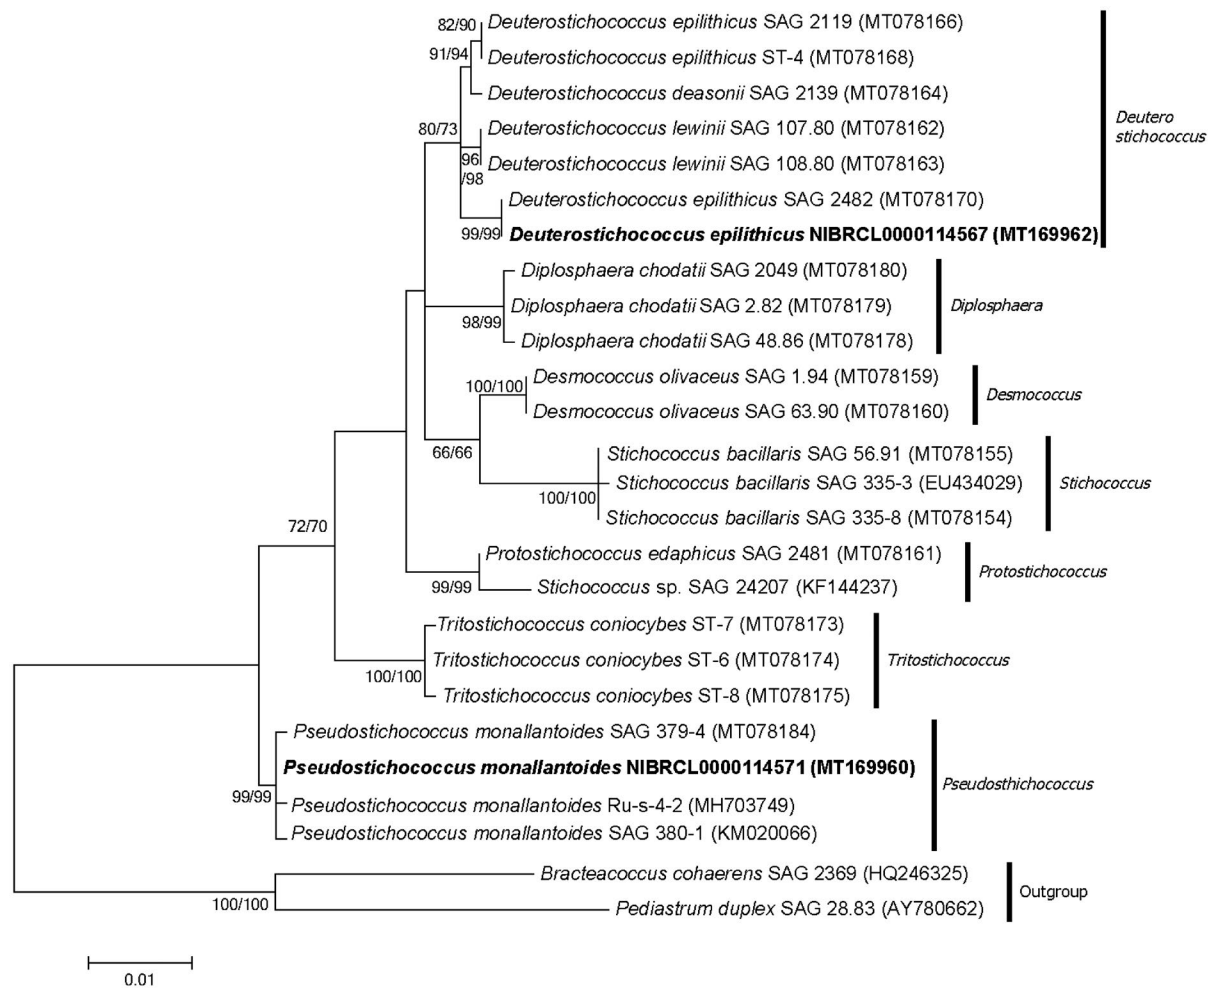 82/90
Deuterostichococcus epilithicus SAG 2119 (MT078166)
91/94
Deuterostichococcus epilithicus ST-4 (MT078168)
Deuterostichococcus deasonii SAG 2139 (MT078164)
Deutero
stichococcus
80/73
Deuterostichococcus lewinii SAG 107.80 (MT078162)
96
/98
Deuterostichococcus lewinii SAG 108.80 (MT078163)
Deuterostichococcus epilithicus SAG 2482 (MT078170)
99/99
Deuterostichococcus epilithicus NIBRCL0000114567 (MT169962)
Diplosphaera chodatii SAG 2049 (MT078180)
Diplosphaera chodatii SAG 2.82 (MT078179)
Diplosphaera
98/99
Diplosphaera chodatii SAG 48.86 (MT078178)
Desmococcus olivaceus SAG 1.94 (MT078159)
100/100
Desmococcus
Desmococcus olivaceus SAG 63.90 (MT078160)
66/66
Stichococcus bacillaris SAG 56.91 (MT078155)
Stichococcus bacillaris SAG 335-3 (EU434029)
Stichococcus
100/100
Stichococcus bacillaris SAG 335-8 (MT078154)
72/70
Protostichococcus edaphicus SAG 2481 (MT078161)
Protostichococcus
99/99
Stichococcus sp. SAG 24207 (KF144237)
Tritostichococcus coniocybes ST-7 (MT078173)
Tritostichococcus coniocybes ST-6 (MT078174)
Tritostichococcus
100/100
Tritostichococcus coniocybes ST-8 (MT078175)
Pseudostichococcus monallantoides SAG 379-4 (MT078184)
Pseudostichococcus monallantoides NIBRCL0000114571 (MT169960)
Pseudosthichococcus
99/99
Pseudostichococcus monallantoides Ru-s-4-2 (MH703749)
Pseudostichococcus monallantoides SAG 380-1 (KM020066)
Bracteacoccus cohaerens SAG 2369 (HQ246325)
Outgroup
100/100
Pediastrum duplex SAG 28.83 (AY780662)
0.01